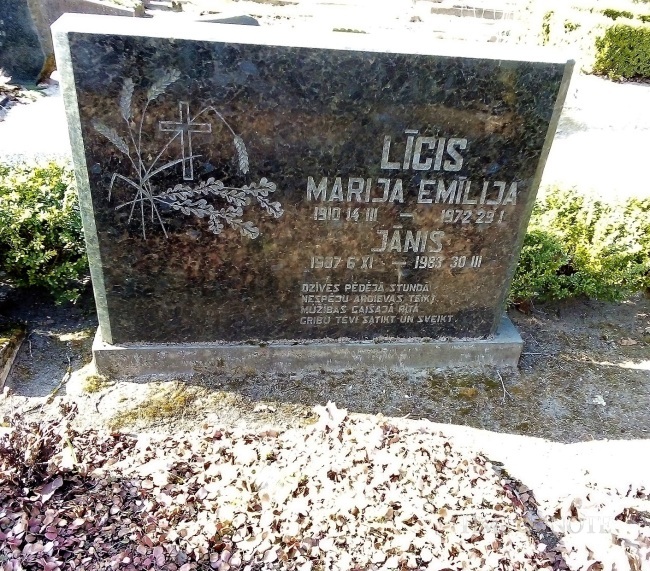 LĪCIS
MARIJA EMĪLIJA
1910 14 III — 1972 29 I
JĀNIS
1907 6 XI — 1983 30 III
DZĪVES PĒDĒJĀ STUNDĀ
NESPĒJU ARDIEVAS TEIKT.
MŪŽĪBAS GAIŠAJĀ RĪTĀ
GRIBU TEVI SATIKT UN SVEIKT.